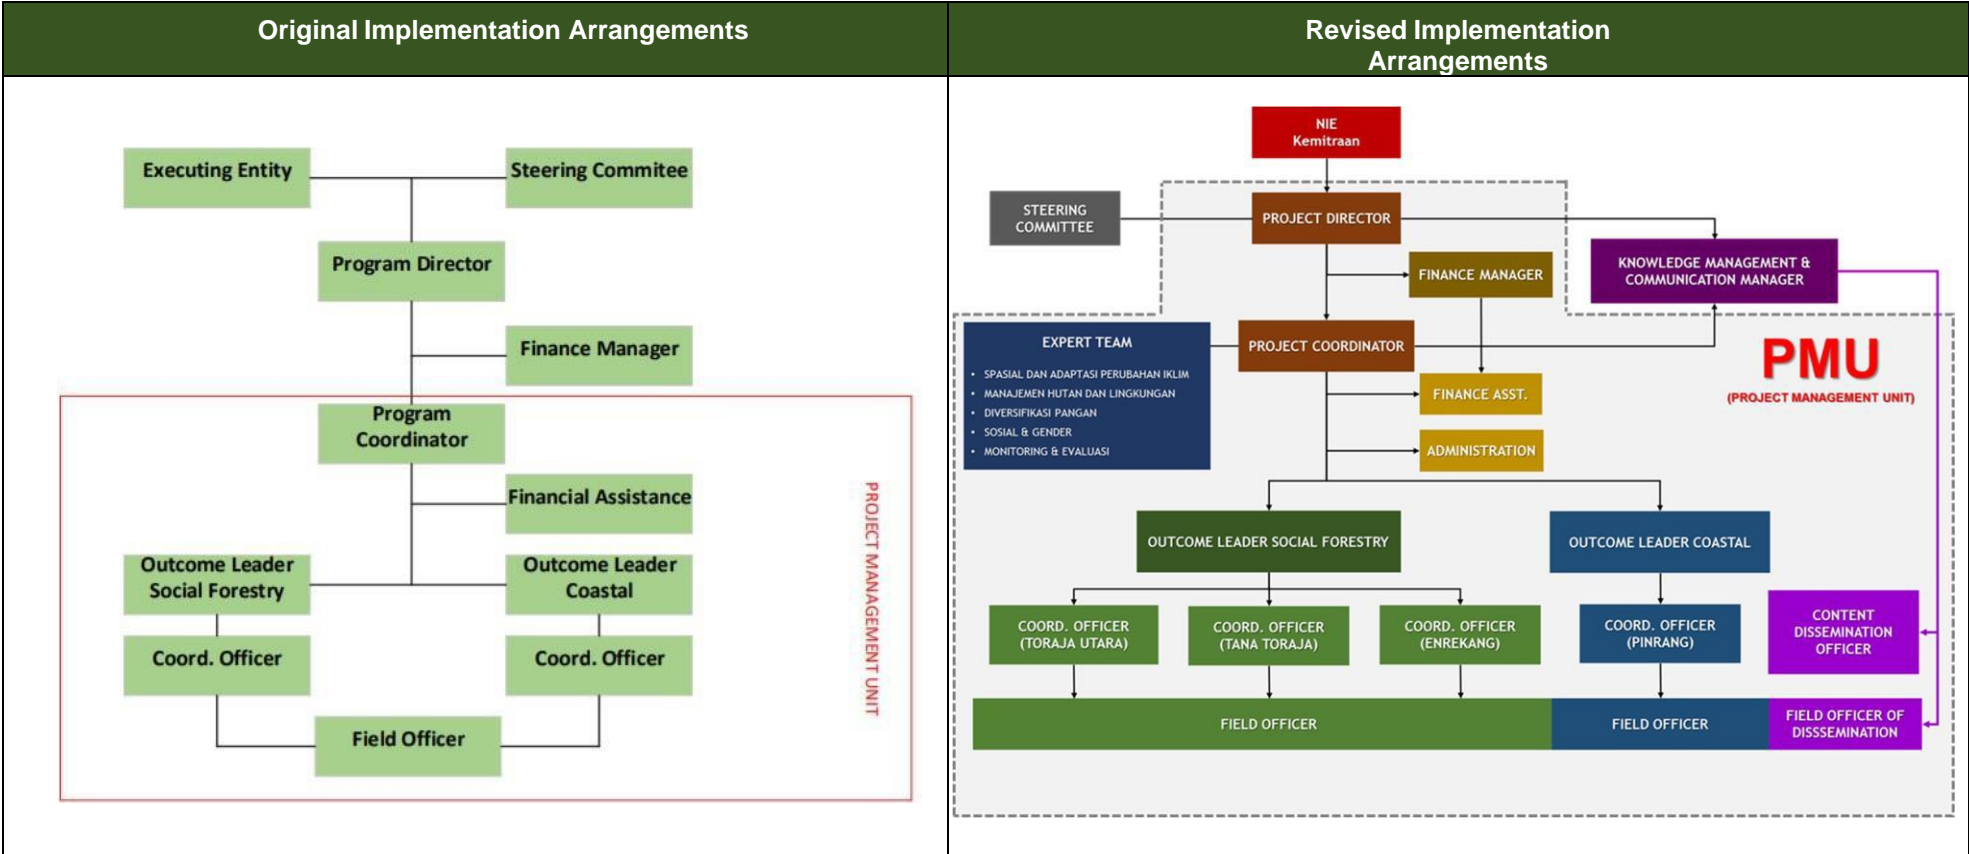 Original Implementation Arrangements
Executing Entity
Steering Commitee
Program Director
Finance Manager
Program
Coordinator
Financial Assistance
Outcome Leader
Social Forestry
Outcome Leader
Coastal
Coord. Officer
Coord. Officer
Field Officer
PROJECT MANAGEMENT UNIT
Revised Implementation
Arrangements
NIE
Kemitraan
STEERING
COMMITTEE
PROJECT DIRECTOR
FINANCE MANAGER
KNOWLEDGE MANAGEMENT &
COMMUNICATION MANAGER
EXPERT TEAM
• SPASIAL DAN ADAPTASI PERUBAHAN IKLIM
• MANAJEMEN HUTAN DAN LINGKUNGAN
• DIVERSIFIKASI PANGAN
• SOSIAL & GENDER
• MONITORING & EVALUASI
PROJECT COORDINATOR
PMU
(PROJECT MANAGEMENT UNIT)
FINANCE ASST.
ADMINISTRATION
OUTCOME LEADER SOCIAL FORESTRY
OUTCOME LEADER COASTAL
COORD. OFFICER
(TORAJA UTARA)
COORD. OFFICER
(TANA TORAJA)
COORD. OFFICER
(ENREKANG)
COORD. OFFICER
(PINRANG)
CONTENT
DISSEMINATION
OFFICER
FIELD OFFICER
FIELD OFFICER
FIELD OFFICER OF
DISSSEMINATION